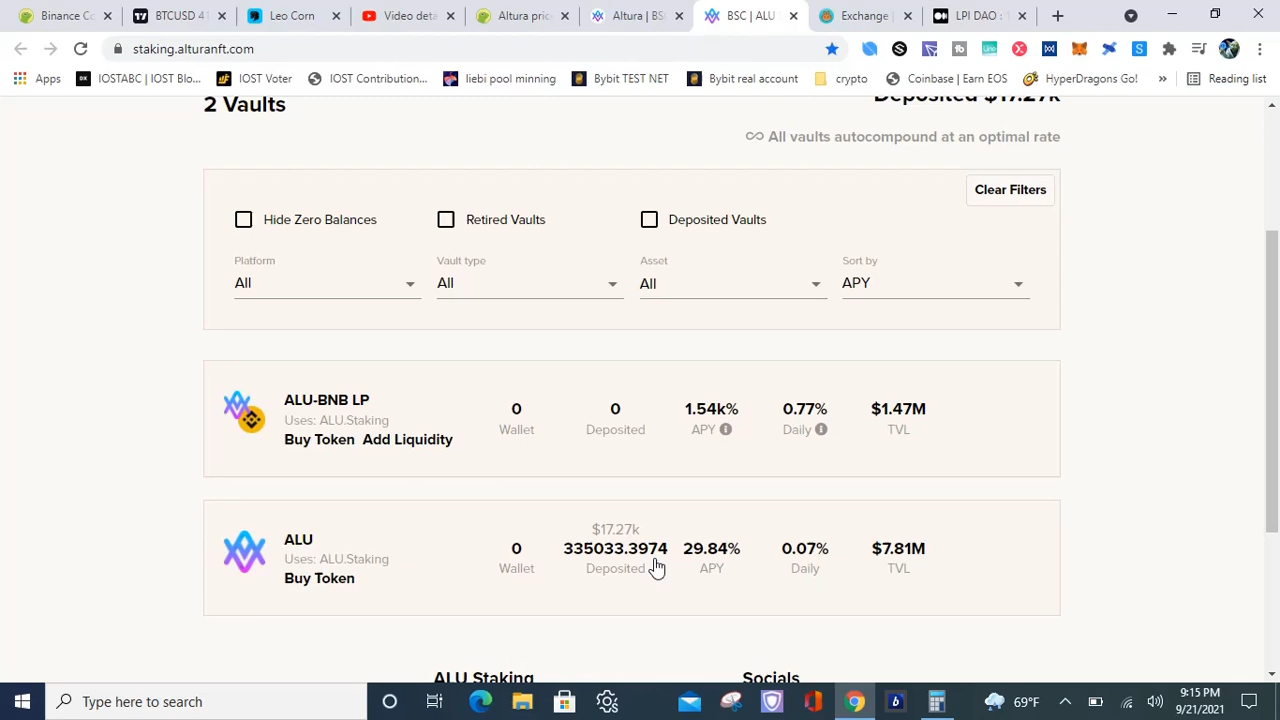 Binance Co
BTCUSD 41
Leo Corn
Video deta
Altura pric
Altura | BS
BSC | ALU
Exchange |
PI DAO :
staking.alturanft.com
Apps
IOSTABC | IOST Blo...
IOST Voter
IOST Contribution...
liebi pool minning
Bybit TEST NET
Bybit real account
crypto
Coinbase | Earn EOS
HyperDragons Go!
»
Reading list
2 Vaults
Deposited $17.27k
All vaults autocompound at an optimal rate
Clear Filters
Hide Zero Balances
Retired Vaults
Deposited Vaults
Platform
Vault type
Asset
Sort by
All
All
All
APY
ALU-BNB LP
Uses: ALU.Staking
Buy Token Add Liquidity
0
Wallet
0
Deposited
1.54k%
APY
0.77%
Daily
$1.47M
TVL
ALU
Uses: ALU.Staking
Buy Token
0
Wallet
$17.27k
335033.3974
Deposited
29.84%
APY
0.07%
Daily
$7.81M
TVL
ALU Staking
Socials
Type here to search
69°F
9:15 PM
9/21/2021